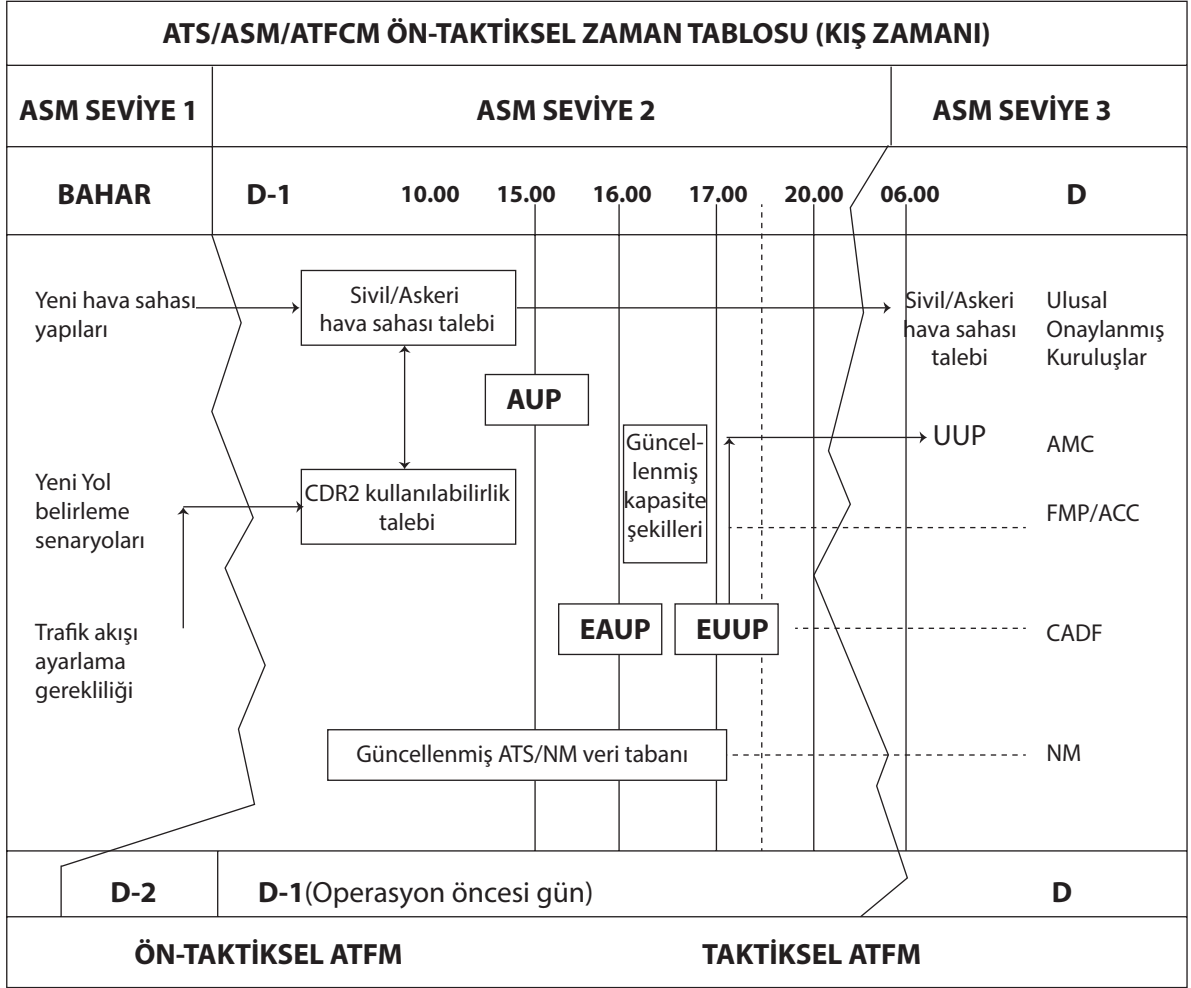 ATS/ASM/ATFCM ÖN-TAKTİKSEL ZAMAN TABLOSU (KIŞ ZAMANI)
ASM SEVİYE 1
ASM SEVİYE 2
ASM SEVİYE 3
BAHAR
D-1
10.00
15.00
16.00
17.00
20.00
06.00
D
Yeni hava sahası
yapıları
Sivil/Askeri
hava sahası talebi
Sivil/Askeri
hava sahası
talebi
Ulusal
Onaylanmış
Kuruluşlar
AUP
Güncel-
lenmiş
kapasite
şekilleri
UUP
AMC
Yeni Yol
belirleme
senaryoları
CDR2 kullanılabilirlik
talebi
FMP/ACC
Trafik akışı
ayarlama
gerekliliği
EAUP
EUUP
CADF
Güncellenmiş ATS/NM veri tabanı
NM
D-2
D-1(Operasyon öncesi gün)
D
ÖN-TAKTİKSEL ATFM
TAKTİKSEL ATFM